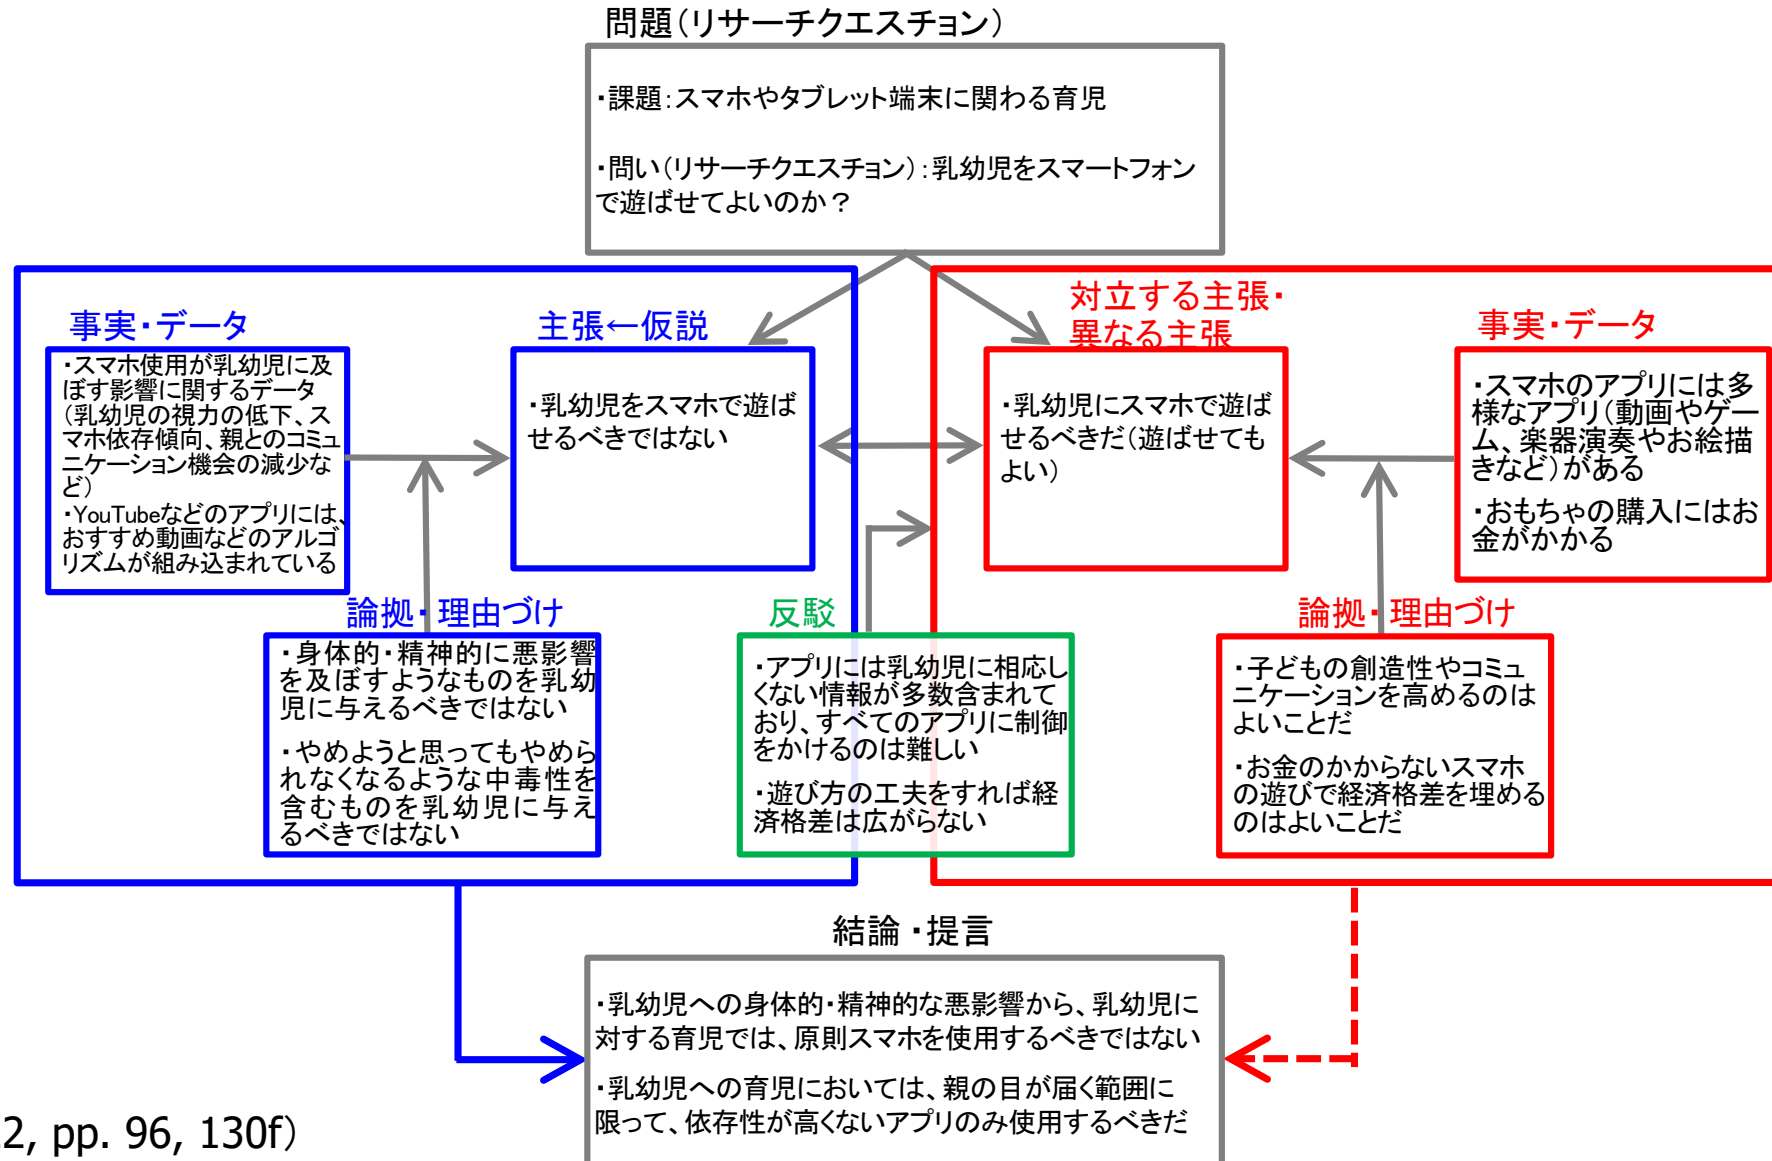 問題(リサーチクエスチョン)
・課題:スマホやタブレット端末に関わる育児
・問い(リサーチクエスチョン):乳幼児をスマートフォン
で遊ばせてよいのか?
事実・データ
・スマホ使用が乳幼児に及
ぼす影響に関するデータ
(乳幼児の視力の低下、ス
マホ依存傾向、親とのコミュ
ニケーション機会の減少な
ど)
・YouTubeなどのアプリには、
おすすめ動画などのアルゴ
リズムが組み込まれている
主張←仮説
・乳幼児をスマホで遊ば
せるべきではない
対立する主張・
異なる主張
・乳幼児にスマホで遊ば
せるべきだ(遊ばせても
よい)
事実・データ
・スマホのアプリには多
様なアプリ(動画やゲー
ム、楽器演奏やお絵描
きなど)がある
・おもちゃの購入にはお
金がかかる
論拠・理由づけ
・身体的・精神的に悪影響
を及ぼすようなものを乳幼
児に与えるべきではない
・やめようと思ってもやめら
れなくなるような中毒性を
含むものを乳幼児に与え
るべきではない
反駁
・アプリには乳幼児に相応し
くない情報が多数含まれて
おり、すべてのアプリに制御
をかけるのは難しい
・遊び方の工夫をすれば経
済格差は広がらない
論拠・理由づけ
・子どもの創造性やコミュ
ニケーションを高めるのは
よいことだ
・お金のかからないスマホ
の遊びで経済格差を埋める
のはよいことだ
結論・提言
・乳幼児への身体的・精神的な悪影響から、乳幼児に
対する育児では、原則スマホを使用するべきではない
・乳幼児への育児においては、親の目が届く範囲に
限って、依存性が高くないアプリのみ使用するべきだ
2, pp. 96, 130f)